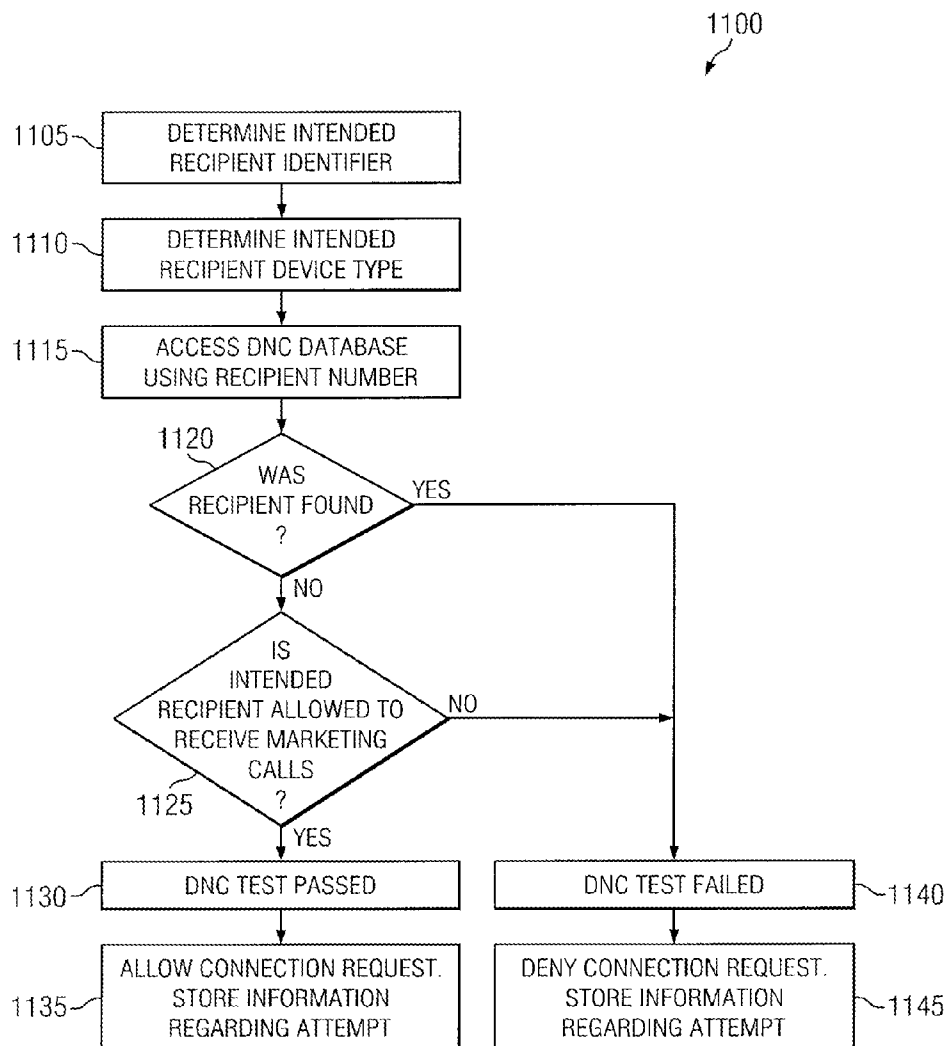 1100
1105
DETERMINE INTENDED
RECIPIENT IDENTIFIER
1110
DETERMINE INTENDED
RECIPIENT DEVICE TYPE
1115
ACCESS DNC DATABASE
USING RECIPIENT NUMBER
1120
WAS
RECIPIENT FOUND
?
YES
NO
IS
INTENDED
RECIPIENT ALLOWED TO
RECEIVE MARKETING
CALLS
?
NO
1125
YES
1130
DNC TEST PASSED
DNC TEST FAILED
1140
1135
ALLOW CONNECTION REQUEST.
STORE INFORMATION
REGARDING ATTEMPT
DENY CONNECTION REQUEST.
STORE INFORMATION
REGARDING ATTEMPT
1145